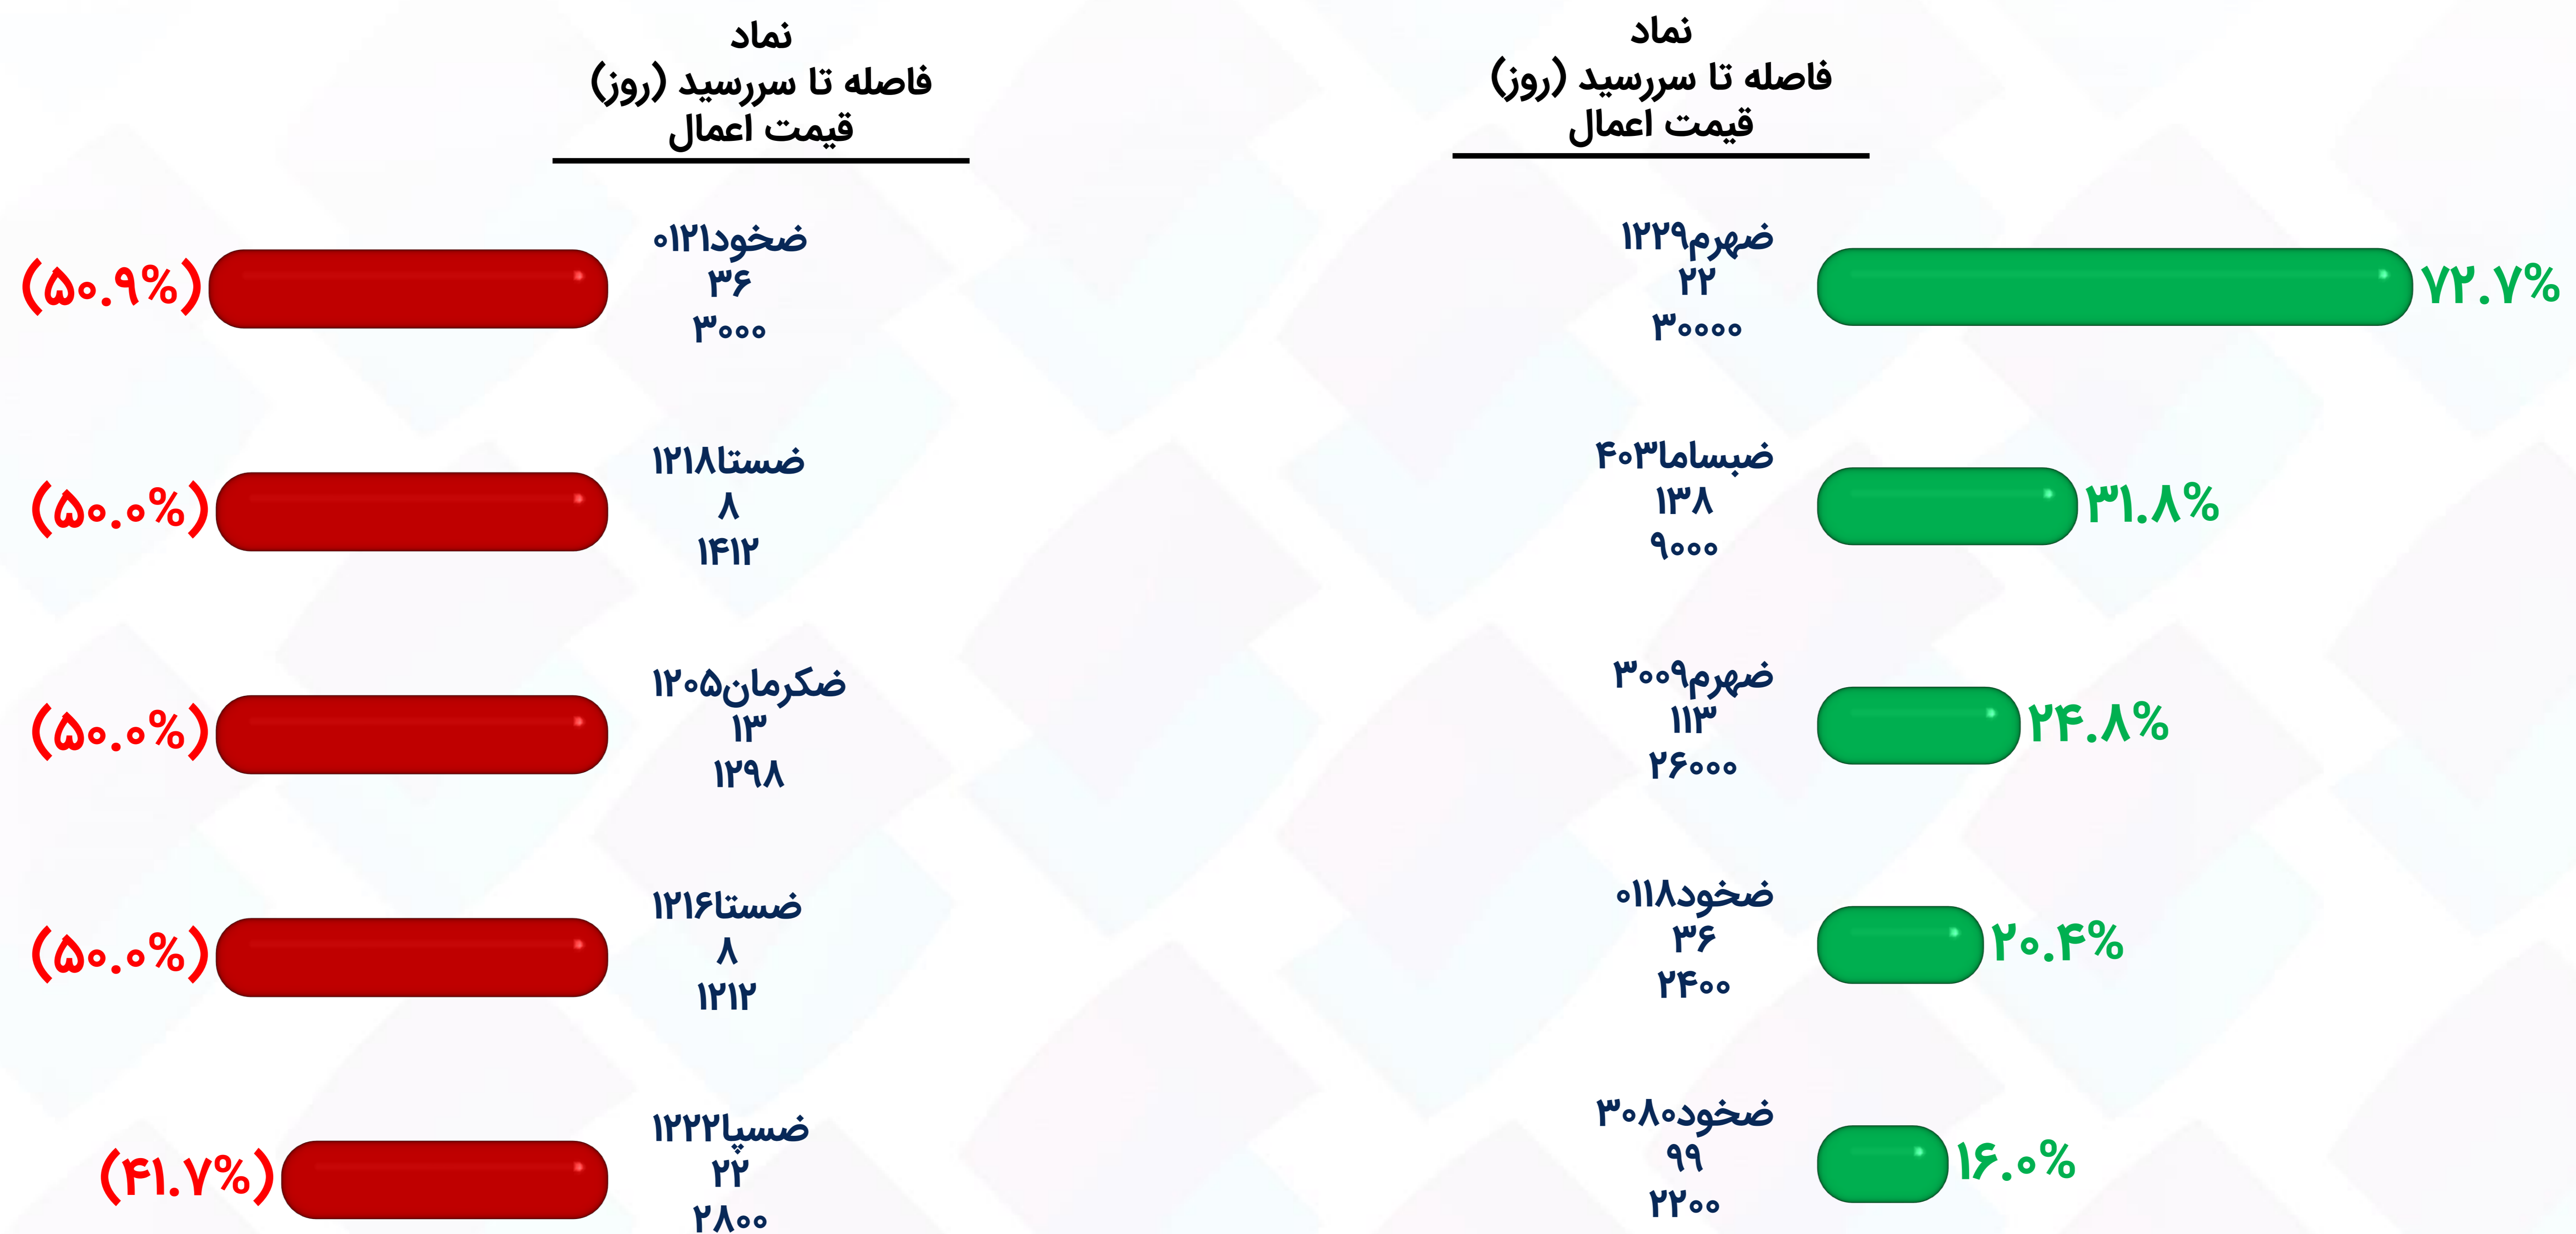 نماد
فاصله تا سررسید (روز)
قیمت اعمال
ضهرم۱۲۲۹
۲۲
۳۰۰۰۰
۷۲.۷%
ضبساما۴۰۳
۱۳۸
۹۰۰۰
۳۱.۸%
ضهرم۳۰۰۹
۱۱۳
۲۶۰۰۰
۲۴.۸%
ضخود۰۱۱۸
۳۶
۲۴۰۰
۲۰.۴%
ضخود۳۰۸۰
۹۹
۲۲۰۰
۱۶.۰%
نماد
فاصله تا سررسید (روز)
قیمت اعمال
ضخود۰۱۲۱
۳۶
۳۰۰۰
(۵۰.۹%)
ضستا۱۲۱۸
۸
۱۴۱۲
(۵۰.۰%)
ضکرمان۱۲۰۵
۱۳
۱۲۹۸
(۵۰.۰%)
ضستا۱۲۱۶
۸
۱۲۱۲
(۵۰.۰%)
ضسپا۱۲۲۲
۲۲
۲۸۰۰
(۴۱.۷%)